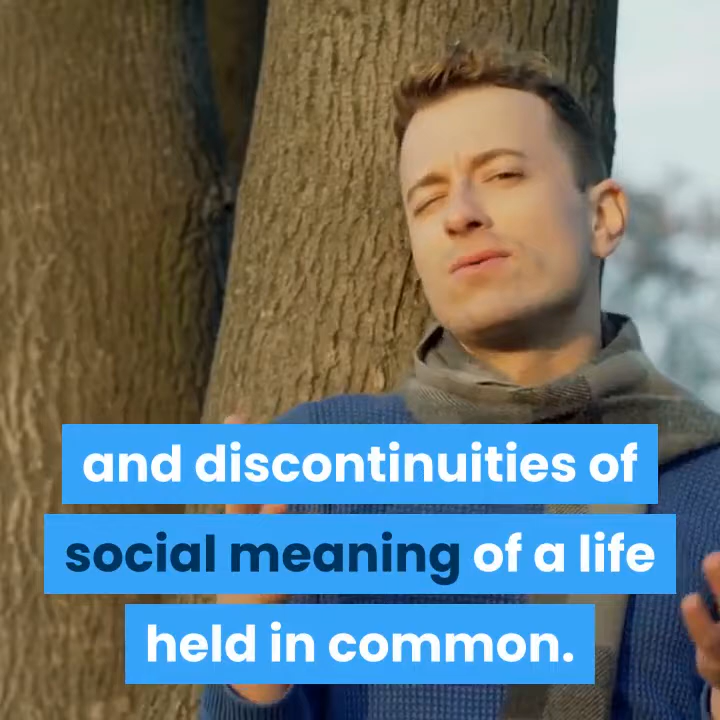 and discontinuities of
social meaning of a life
held in common.